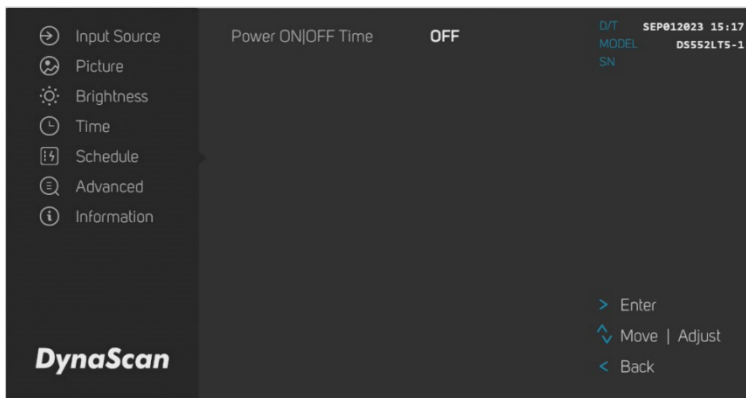 Input Source
Picture
Brightness
Time
Schedule
Advanced
Information
DynaScan
Power ON|OFF Time OFF
D/T SEP012023 15:17
MODEL DS552LT5-1
SN
> Enter
Move | Adjust
< Back